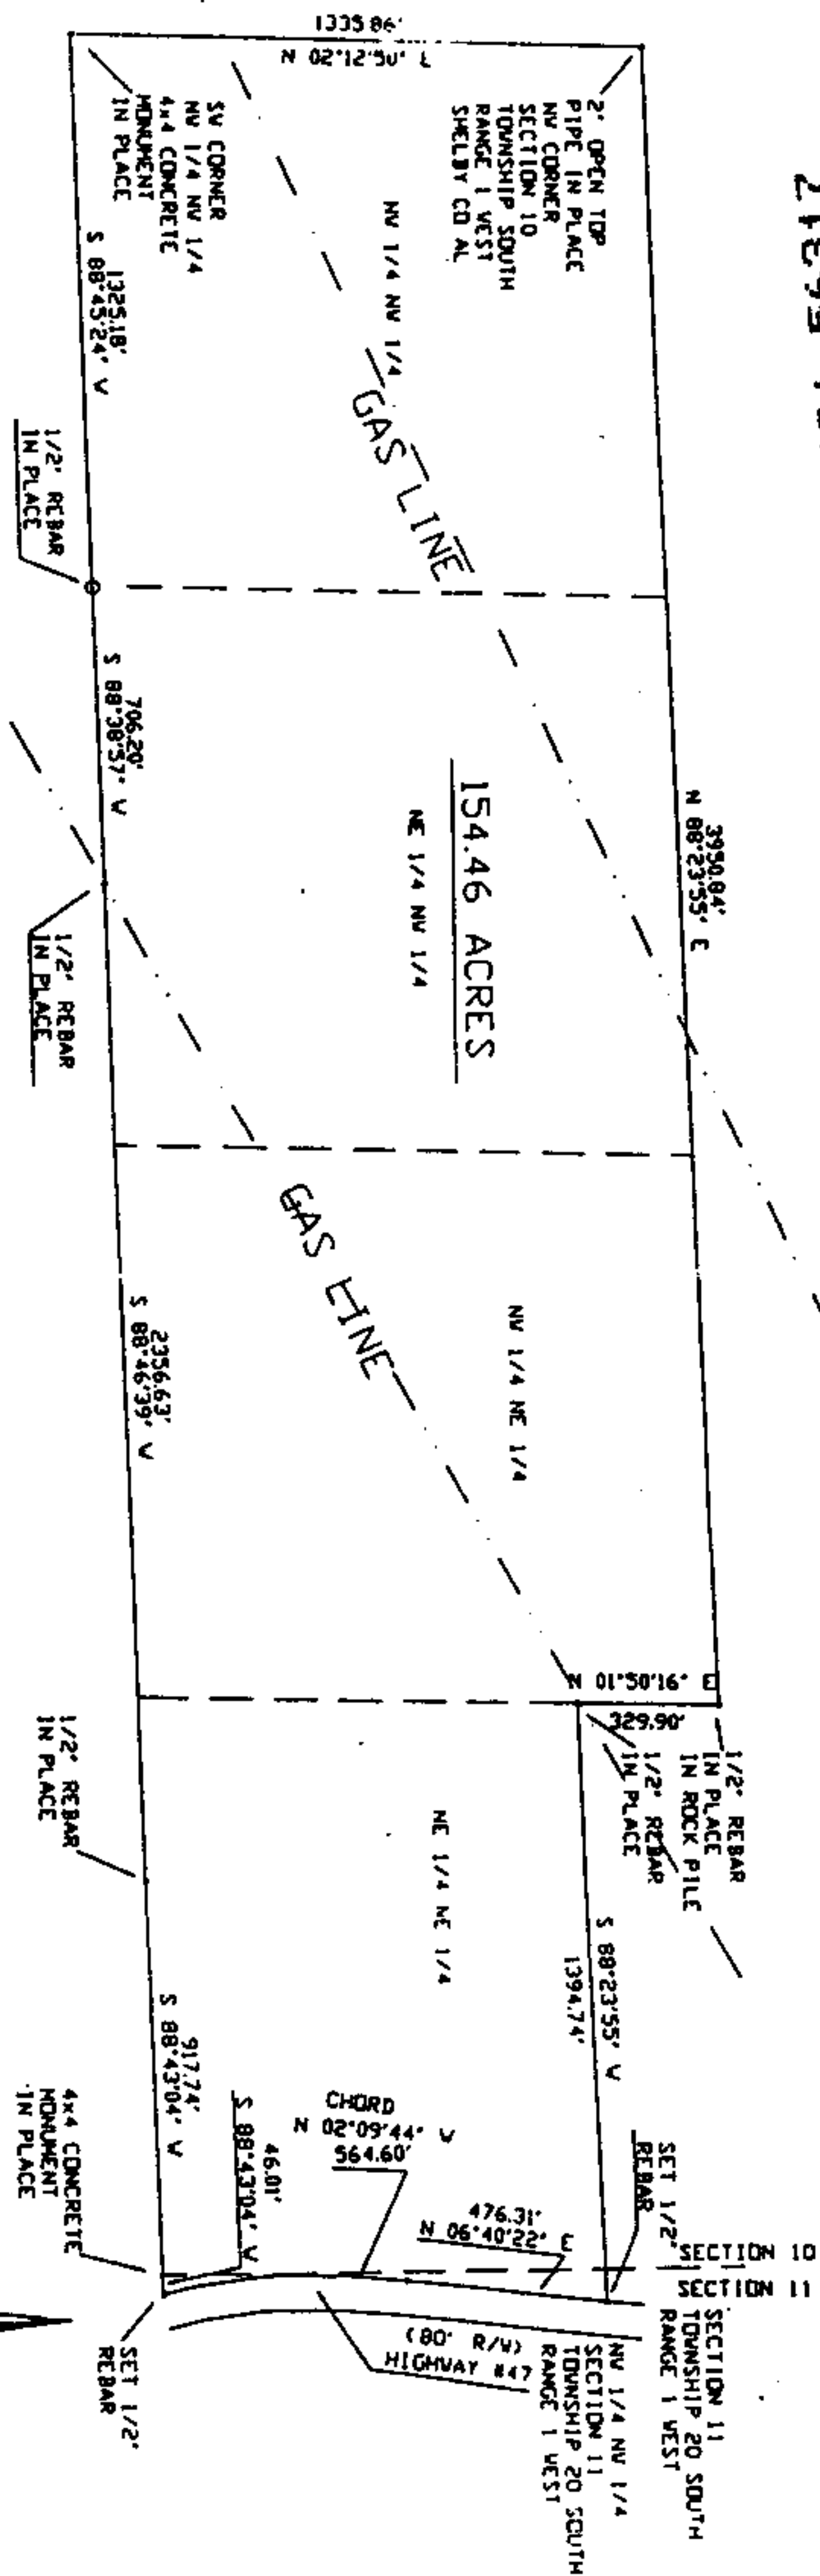 1335.86'
N 02°12'50" E
2" OPEN TOP
PIPE IN PLACE
NW CORNER
SECTION 10
TOWNSHIP SOUTH
RANGE 1 WEST
SHELBY CO AL
SW CORNER
NW 1/4 NW 1/4
4x4 CONCRETE
MONUMENT
IN PLACE
NW 1/4 NW 1/4
GAS LINE
1325.18'
S 88°45'24" W
1/2" REBAR
IN PLACE
706.20'
S 88°38'57" W
1/2" REBAR
IN PLACE
3950.84'
N 88°23'55" E
154.46 ACRES
NE 1/4 NW 1/4
GAS LINE
NW 1/4 NE 1/4
2356.63'
S 88°46'39" W
N 01°50'16" E
329.90'
1/2" REBAR
IN PLACE
IN ROCK PILE
1/2" REBAR
IN PLACE
1/2" REBAR
IN PLACE
NE 1/4 NE 1/4
S 88°23'55" W
1394.74'
917.74'
S 88°43'04" W
46.01'
S 88°43'04" W
CHORD
N 02°09'44" W
564.60'
476.31'
N 06°40'22" E
SET 1/2"
REBAR
4x4 CONCRETE
MONUMENT
IN PLACE
SET 1/2"
REBAR
SECTION 10
SECTION 11
(80' R/W)
HIGHWAY #47
SECTION 11
TOWNSHIP 20 SOUTH
RANGE 1 WEST
NW 1/4 NW 1/4
SECTION 11
TOWNSHIP 20 SOUTH
RANGE 1 WEST